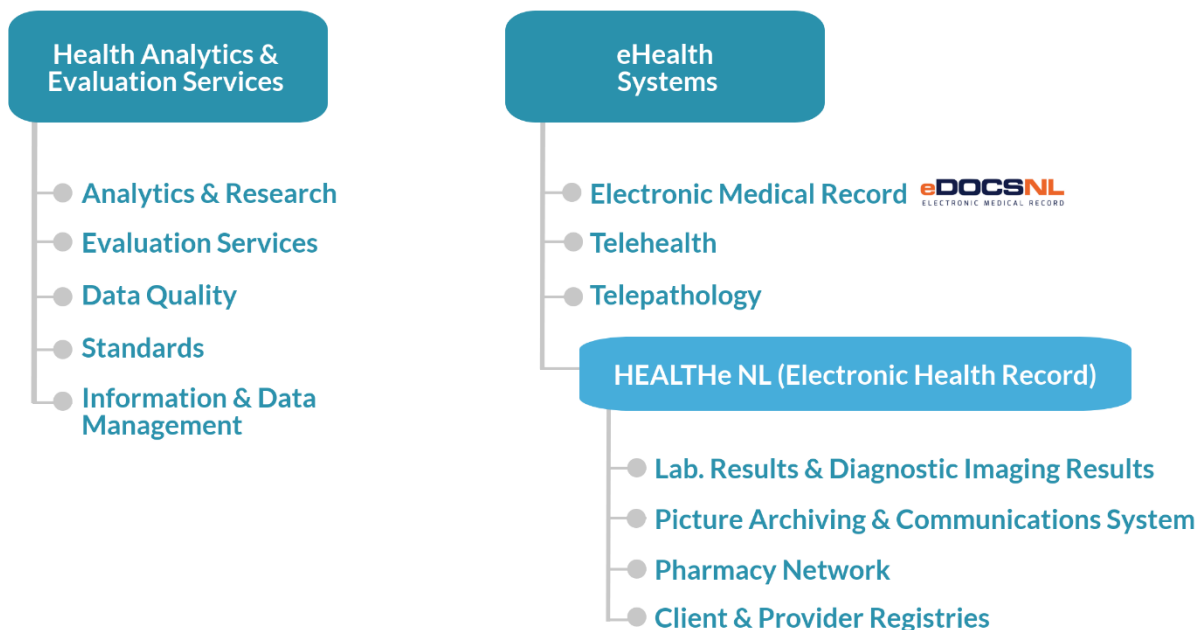 Health Analytics &
Evaluation Services
Analytics & Research
Evaluation Services
Data Quality
Standards
Information & Data
Management
eHealth
Systems
Electronic Medical Record
eDOCSNL
ELECTRONIC MEDICAL RECORD
Telehealth
Telepathology
HEALTHe NL (Electronic Health Record)
Lab. Results & Diagnostic Imaging Results
Picture Archiving & Communications System
Pharmacy Network
Client & Provider Registries